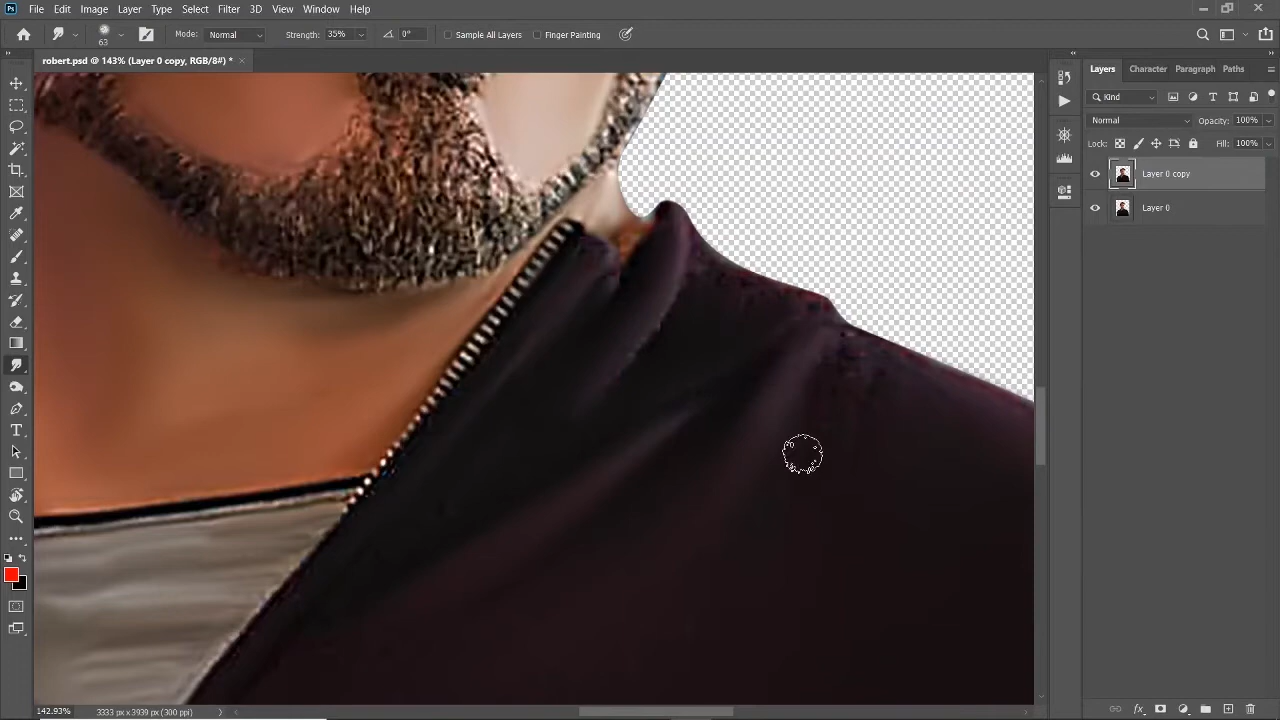 File Edit Image Layer Type Select Filter 3D View Window Help
63 Mode: Normal Strength: 35% 0° Sample All Layers Finger Painting
robert.psd @ 143% (Layer 0 copy, RGB/8#) *
Layers Character Paragraph Paths
Kind
Normal Opacity: 100%
Lock: Fill: 100%
Layer 0 copy
Layer 0
142.93% 3333 px x 3939 px (300 ppi)